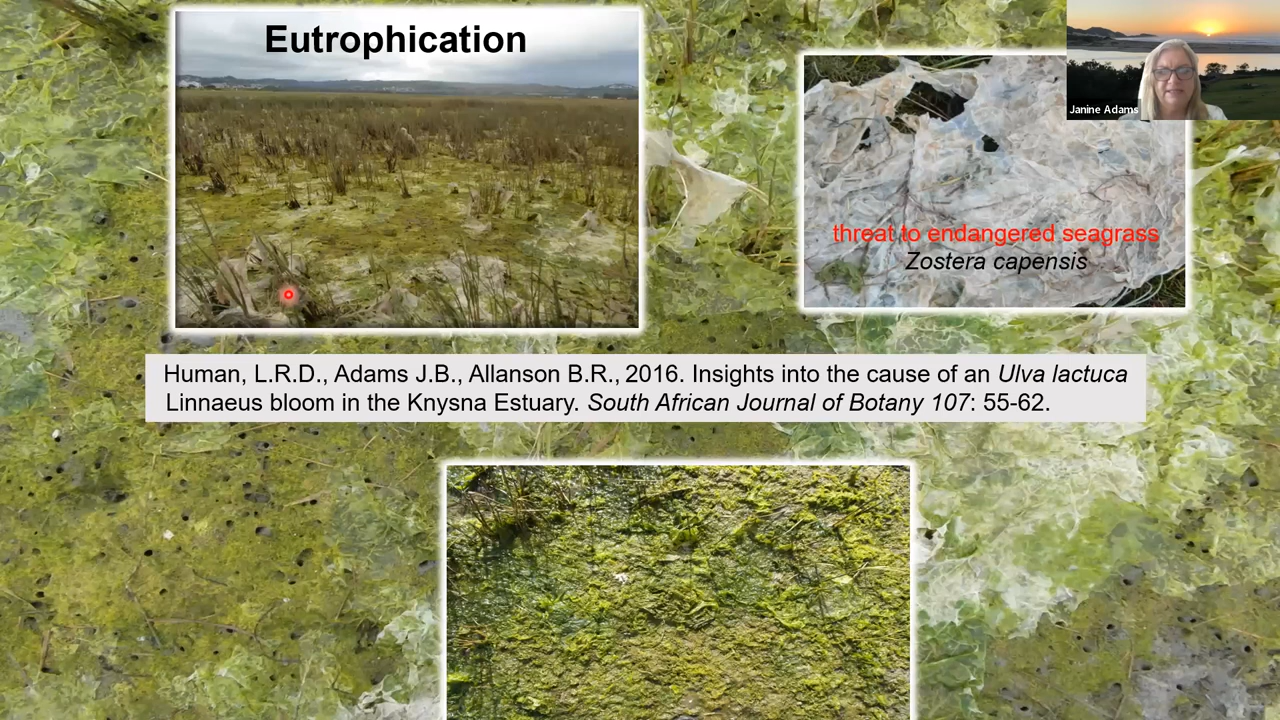 Eutrophication
Janine Adams
threat to endangered seagrass
Zostera capensis
Human, L.R.D., Adams J.B., Allanson B.R., 2016. Insights into the cause of an Ulva lactuca
Linnaeus bloom in the Knysna Estuary. South African Journal of Botany 107: 55-62.